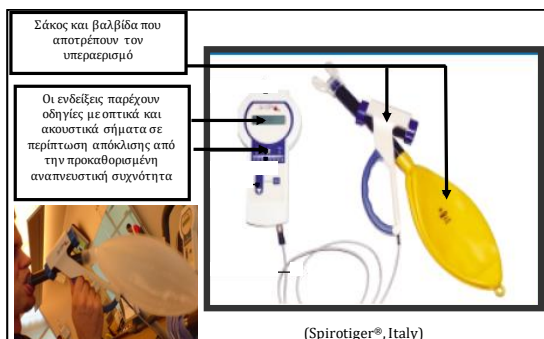 Σάκος και βαλβίδα που
αποτρέπουν τον
υπεραερισμό
Οι ενδείξεις παρέχουν
οδηγίες με οπτικά και
ακουστικά σήματα σε
περίπτωση απόκλισης από
την προκαθορισμένη
αναπνευστική συχνότητα
(Spirotiger®, Italy)